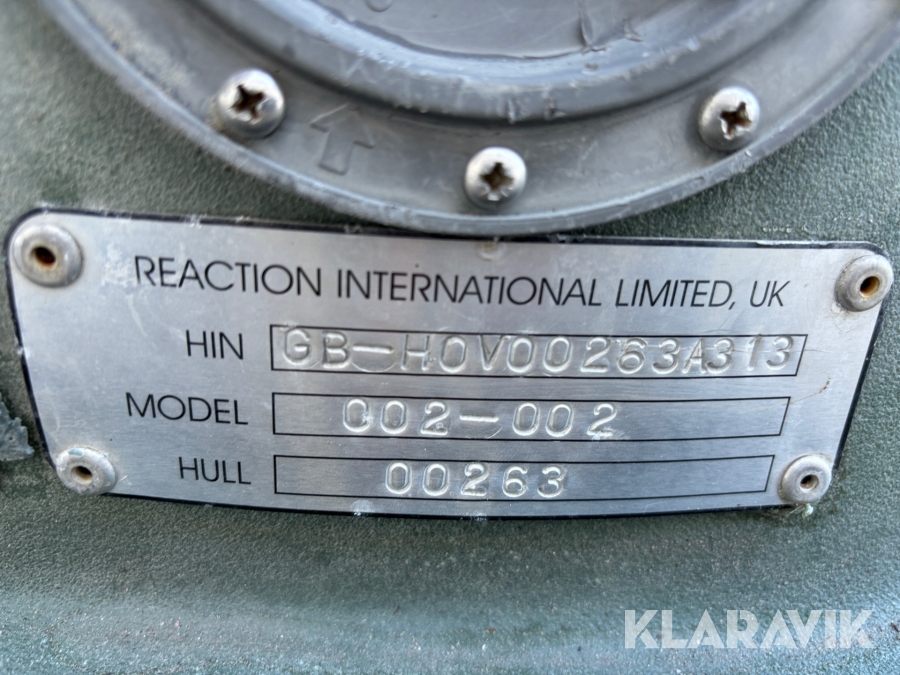 REACTION INTERNATIONAL LIMITED, UK
HIN GB-HOV00263A313
MODEL 002-002
HULL 00263
KLARAVIK